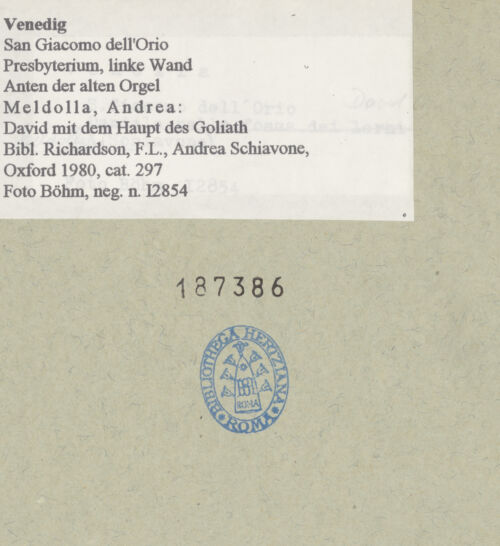 Venedig
San Giacomo dell'Orio
Presbyterium, linke Wand
Anten der alten Orgel
Meldolla, Andrea:
David mit dem Haupt des Goliath
Bibl. Richardson, F.L., Andrea Schiavone,
Oxford 1980, cat. 297
Foto Böhm, neg. n. I2854
187386
BIBLIOTHECA HERTZIANA
ROMA
ROMA